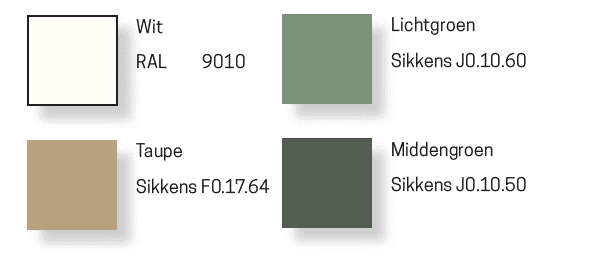 Wit
RAL 9010
Lichtgroen
Sikkens J0.10.60
Taupe
Sikkens F0.17.64
Middengroen
Sikkens J0.10.50